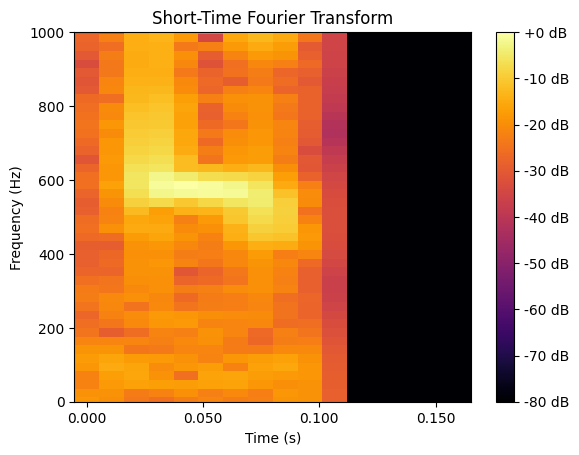 Short-Time Fourier Transform
1000
800
600
400
200
0
Frequency (Hz)
0.000
0.050
0.100
0.150
Time (s)
+0 dB
-10 dB
-20 dB
-30 dB
-40 dB
-50 dB
-60 dB
-70 dB
-80 dB